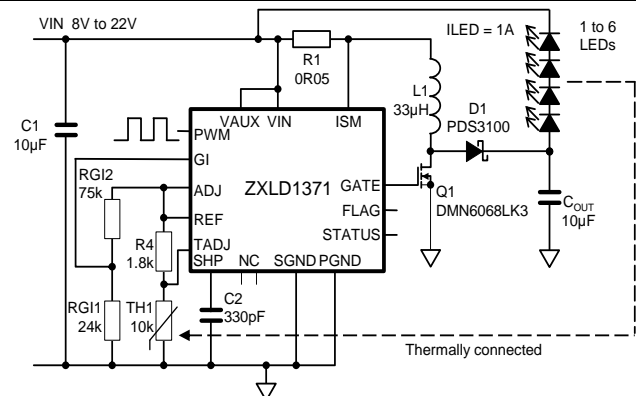 VIN 8V to 22V
ILED = 1A
1 to 6
LEDs
R1
0R05
L1
33µH
D1
PDS3100
C1
10µF
VAUX
VIN
ISM
PWM
GI
ADJ
REF
TADJ
SHP
NC
SGND
PGND
ZXLD1371
GATE
FLAG
STATUS
Q1
DMN6068LK3
COUT
10µF
RGI2
75k
R4
1.8k
RGI1
24k
TH1
10k
C2
330pF
Thermally connected